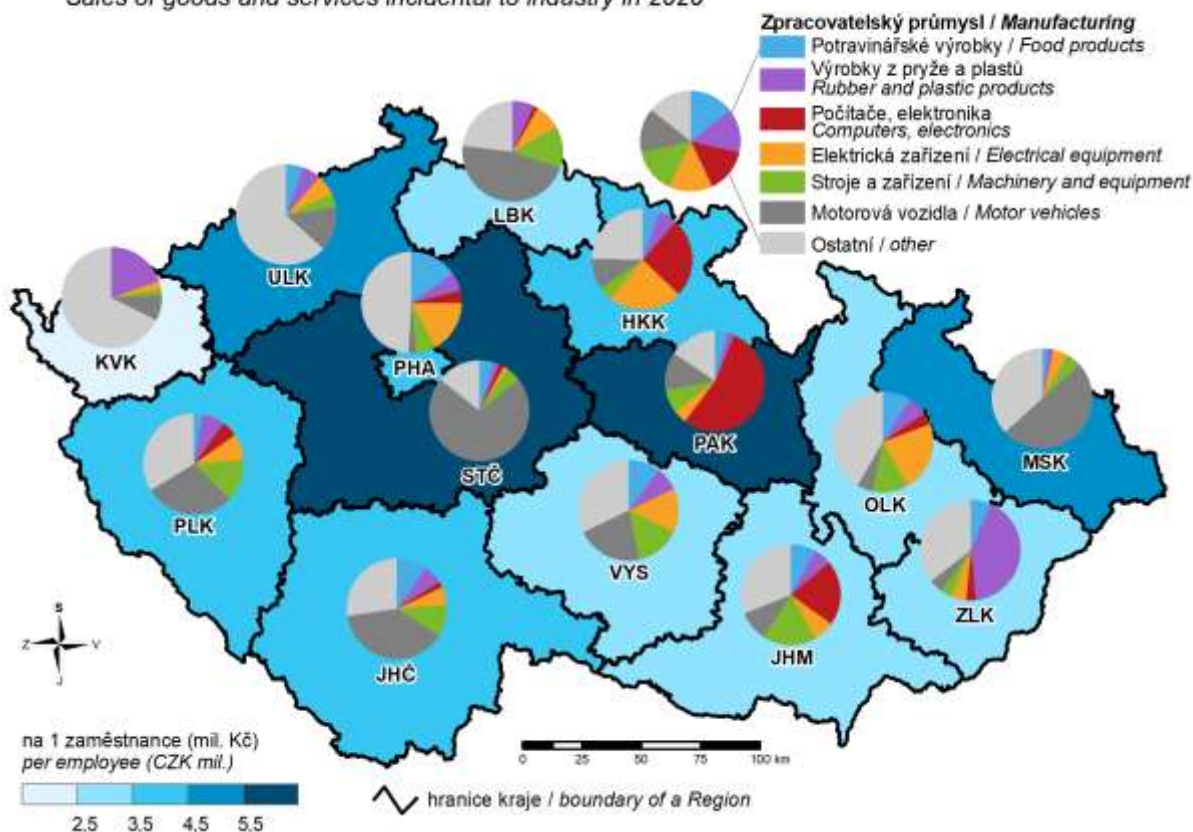 Sales of goods and services incidental to industry in 2020
Zpracovatelský průmysl / Manufacturing
Potravinářské výrobky / Food products
Výrobky z pryže a plastů
Rubber and plastic products
Počítače, elektronika
Computers, electronics
Elektrická zařízení / Electrical equipment
Stroje a zařízení / Machinery and equipment
Motorová vozidla / Motor vehicles
Ostatní / other
LBK
ULK
HKK
KVK
PHA
PAK
STČ
MSK
OLK
PLK
VYS
ZLK
JHM
JHČ
S
Z V
J
na 1 zaměstnance (mil. Kč)
per employee (CZK mil.)
2,5 3,5 4,5 5,5
0 25 50 75 100 km
hranice kraje / boundary of a Region